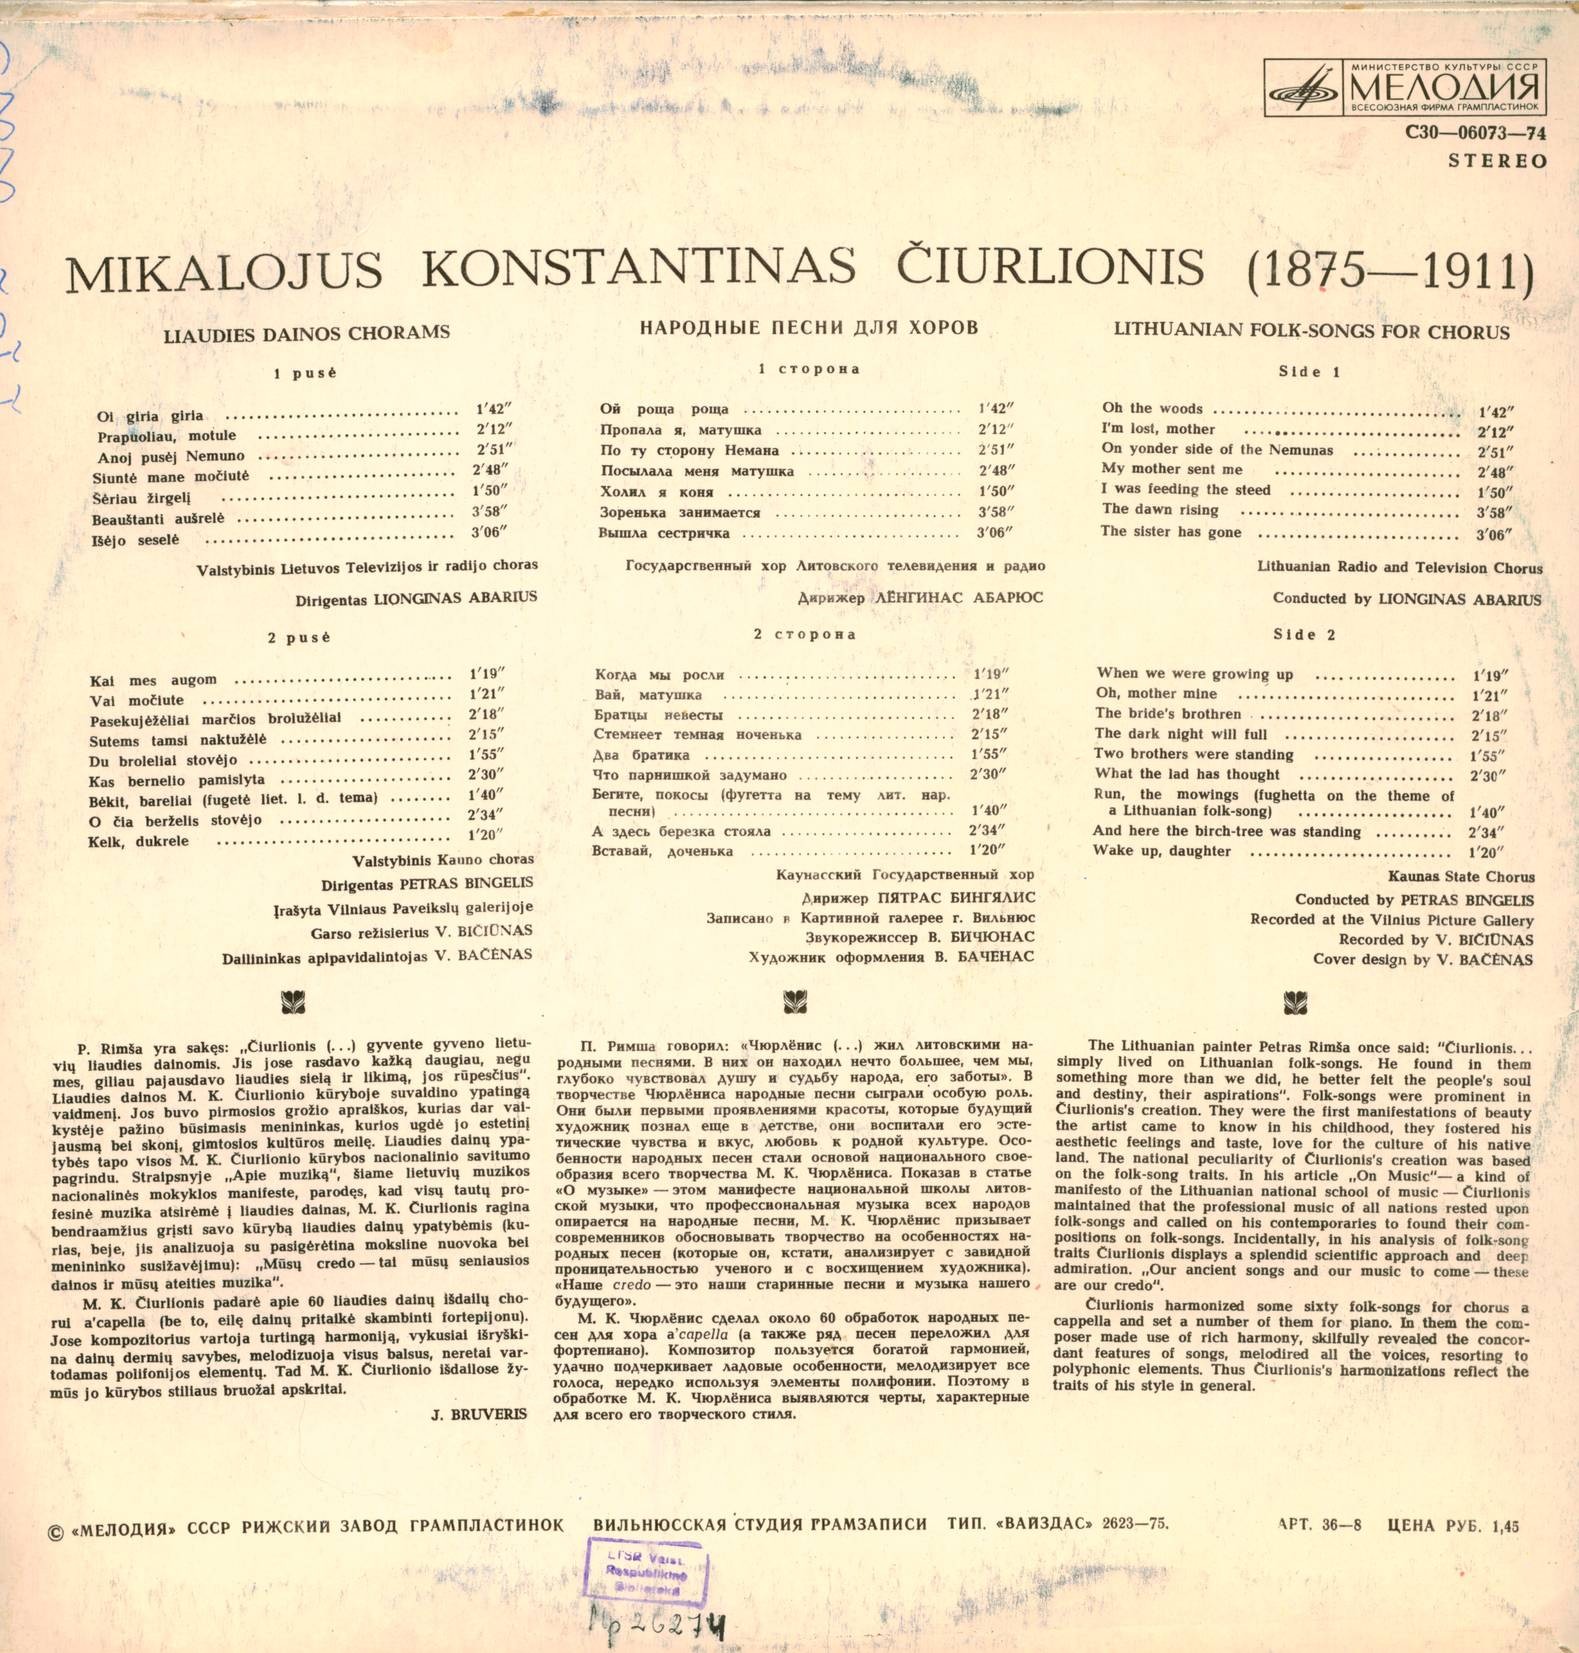 МИНИСТЕРСТВО КУЛЬТУРЫ СССР
МЕЛОДИЯ
ВСЕСОЮЗНАЯ ФИРМА ГРАМПЛАСТИНОК
С30—06073—74
STEREO
MIKALOJUS KONSTANTINAS ČIURLIONIS (1875—1911)
LIAUDIES DAINOS CHORAMS
1 pusė
Oi giria giria .......... 1′42″
Prapuoliau, motule .......... 2′12″
Anoj pusėj Nemuno .......... 2′51″
Siuntė mane močiutė .......... 2′48″
Šėriau žirgelį .......... 1′50″
Beauštanti aušrelė .......... 3′58″
Išėjo seselė .......... 3′06″
Valstybinis Lietuvos Televizijos ir radijo choras
Dirigentas LIONGINAS ABARIUS
2 pusė
Kai mes augom .......... 1′19″
Vai močiute .......... 1′21″
Pasekujėžėliai marčios brolužėliai .......... 2′18″
Sutems tamsi naktužėlė .......... 2′15″
Du broleliai stovėjo .......... 1′55″
Kas bernelio pamislyta .......... 2′30″
Bėkit, bareliai (fugetė liet. l. d. tema) ........ 1′40″
O čia berželis stovėjo .......... 2′34″
Kelk, dukrele .......... 1′20″
Valstybinis Kauno choras
Dirigentas PETRAS BINGELIS
Įrašyta Vilniaus Paveikslų galerijoje
Garso režisierius V. BIČIŪNAS
Dailininkas apipavidalintojas V. BAČĖNAS
P. Rimša yra sakęs: „Čiurlionis (...) gyvente gyveno lietu-
vių liaudies dainomis. Jis jose rasdavo kažką daugiau, negu
mes, giliau pajausdavo liaudies sielą ir likimą, jos rūpesčius“.
Liaudies dainos M. K. Čiurlionio kūryboje suvaidino ypatingą
vaidmenį. Jos buvo pirmosios grožio apraiškos, kurias dar vai-
kystėje pažino būsimasis menininkas, kurios ugdė jo estetinį
jausmą bei skonį, gimtosios kultūros meilę. Liaudies dainų ypa-
tybės tapo visos M. K. Čiurlionio kūrybos nacionalinio savitumo
pagrindu. Straipsnyje „Apie muziką“, šiame lietuvių muzikos
nacionalinės mokyklos manifeste, parodęs, kad visų tautų pro-
fesinė muzika atsirėmė į liaudies dainas, M. K. Čiurlionis ragina
bendraamžius grįsti savo kūrybą liaudies dainų ypatybėmis (ku-
rias, beje, jis analizuoja su pasigėrėtina moksline nuovoka bei
menininko susižavėjimu): „Mūsų credo — tai mūsų seniausios
dainos ir mūsų ateities muzika“.
M. K. Čiurlionis padarė apie 60 liaudies dainų išdailų cho-
rui a'capella (be to, eilę dainų pritaikė skambinti fortepijonu).
Jose kompozitorius vartoja turtingą harmoniją, vykusiai išryški-
na dainų dermių savybes, melodizuoja visus balsus, neretai var-
todamas polifonijos elementų. Tad M. K. Čiurlionio išdailose žy-
mūs jo kūrybos stiliaus bruožai apskritai.
J. BRUVERIS
НАРОДНЫЕ ПЕСНИ ДЛЯ ХОРОВ
1 сторона
Ой роща роща .......... 1′42″
Пропала я, матушка .......... 2′12″
По ту сторону Немана .......... 2′51″
Посылала меня матушка .......... 2′48″
Холил я коня .......... 1′50″
Зоренька занимается .......... 3′58″
Вышла сестричка .......... 3′06″
Государственный хор Литовского телевидения и радио
Дирижер ЛЁНГИНАС АБАРЮС
2 сторона
Когда мы росли .......... 1′19″
Вай, матушка .......... 1′21″
Братцы невесты .......... 2′18″
Стемнеет темная ноченька .......... 2′15″
Два братика .......... 1′55″
Что парнишкой задумано .......... 2′30″
Бегите, покосы (фугетта на тему лит. нар.
песни) .......... 1′40″
А здесь березка стояла .......... 2′34″
Вставай, доченька .......... 1′20″
Каунасский Государственный хор
Дирижер ПЯТРАС БИНГЯЛИС
Записано в Картинной галерее г. Вильнюс
Звукорежиссер В. БИЧЮНАС
Художник оформления В. БАЧЕНАС
П. Римша говорил: «Чюрлёнис (...) жил литовскими на-
родными песнями. В них он находил нечто большее, чем мы,
глубоко чувствовал душу и судьбу народа, его заботы». В
творчестве Чюрлёниса народные песни сыграли особую роль.
Они были первыми проявлениями красоты, которые будущий
художник познал еще в детстве, они воспитали его эсте-
тические чувства и вкус, любовь к родной культуре. Осо-
бенности народных песен стали основой национального свое-
образия всего творчества М. К. Чюрлёниса. Показав в статье
«О музыке» — этом манифесте национальной школы литов-
ской музыки, что профессиональная музыка всех народов
опирается на народные песни, М. К. Чюрлёнис призывает
современников обосновывать творчество на особенностях на-
родных песен (которые он, кстати, анализирует с завидной
проницательностью ученого и с восхищением художника).
«Наше credo — это наши старинные песни и музыка нашего
будущего».
М. К. Чюрлёнис сделал около 60 обработок народных пе-
сен для хора a'capella (а также ряд песен переложил для
фортепиано). Композитор пользуется богатой гармонией,
удачно подчеркивает ладовые особенности, мелодизирует все
голоса, нередко используя элементы полифонии. Поэтому в
обработке М. К. Чюрлёниса выявляются черты, характерные
для всего его творческого стиля.
LITHUANIAN FOLK-SONGS FOR CHORUS
Side 1
Oh the woods .......... 1′42″
I'm lost, mother .......... 2′12″
On yonder side of the Nemunas .......... 2′51″
My mother sent me .......... 2′48″
I was feeding the steed .......... 1′50″
The dawn rising .......... 3′58″
The sister has gone .......... 3′06″
Lithuanian Radio and Television Chorus
Conducted by LIONGINAS ABARIUS
Side 2
When we were growing up .......... 1′19″
Oh, mother mine .......... 1′21″
The bride's brothren .......... 2′18″
The dark night will full .......... 2′15″
Two brothers were standing .......... 1′55″
What the lad has thought .......... 2′30″
Run, the mowings (fughetta on the theme of
a Lithuanian folk-song) .......... 1′40″
And here the birch-tree was standing .......... 2′34″
Wake up, daughter .......... 1′20″
Kaunas State Chorus
Conducted by PETRAS BINGELIS
Recorded at the Vilnius Picture Gallery
Recorded by V. BIČIŪNAS
Cover design by V. BAČĖNAS
The Lithuanian painter Petras Rimša once said: “Čiurlionis...
simply lived on Lithuanian folk-songs. He found in them
something more than we did, he better felt the people's soul
and destiny, their aspirations“. Folk-songs were prominent in
Čiurlionis's creation. They were the first manifestations of beauty
the artist came to know in his childhood, they fostered his
aesthetic feelings and taste, love for the culture of his native
land. The national peculiarity of Čiurlionis's creation was based
on the folk-song traits. In his article „On Music“— a kind of
manifesto of the Lithuanian national school of music — Čiurlionis
maintained that the professional music of all nations rested upon
folk-songs and called on his contemporaries to found their com-
positions on folk-songs. Incidentally, in his analysis of folk-song
traits Čiurlionis displays a splendid scientific approach and deep
admiration. „Our ancient songs and our music to come — these
are our credo“.
Čiurlionis harmonized some sixty folk-songs for chorus a
cappella and set a number of them for piano. In them the com-
poser made use of rich harmony, skilfully revealed the concor-
dant features of songs, melodired all the voices, resorting to
polyphonic elements. Thus Čiurlionis's harmonizations reflect the
traits of his style in general.
© «МЕЛОДИЯ» СССР РИЖСКИЙ ЗАВОД ГРАМПЛАСТИНОК ВИЛЬНЮССКАЯ СТУДИЯ ГРАМЗАПИСИ ТИП. «ВАЙЗДАС» 2623—75. АРТ. 36—8 ЦЕНА РУБ. 1,45
LTSR Valst.
Respublikinė
Biblioteka
Mp 26274